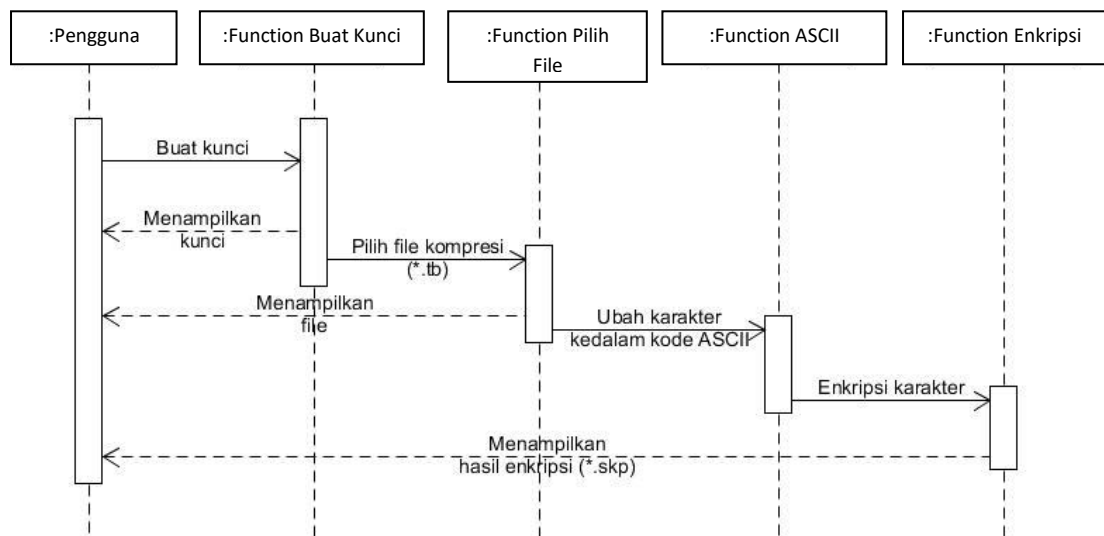 :Pengguna
:Function Buat Kunci
:Function Pilih
File
:Function ASCII
:Function Enkripsi
Buat kunci
Menampilkan
kunci
Pilih file kompresi
(*.tb)
Menampilkan
file
Ubah karakter
kedalam kode ASCII
Enkripsi karakter
Menampilkan
hasil enkripsi (*.skp)